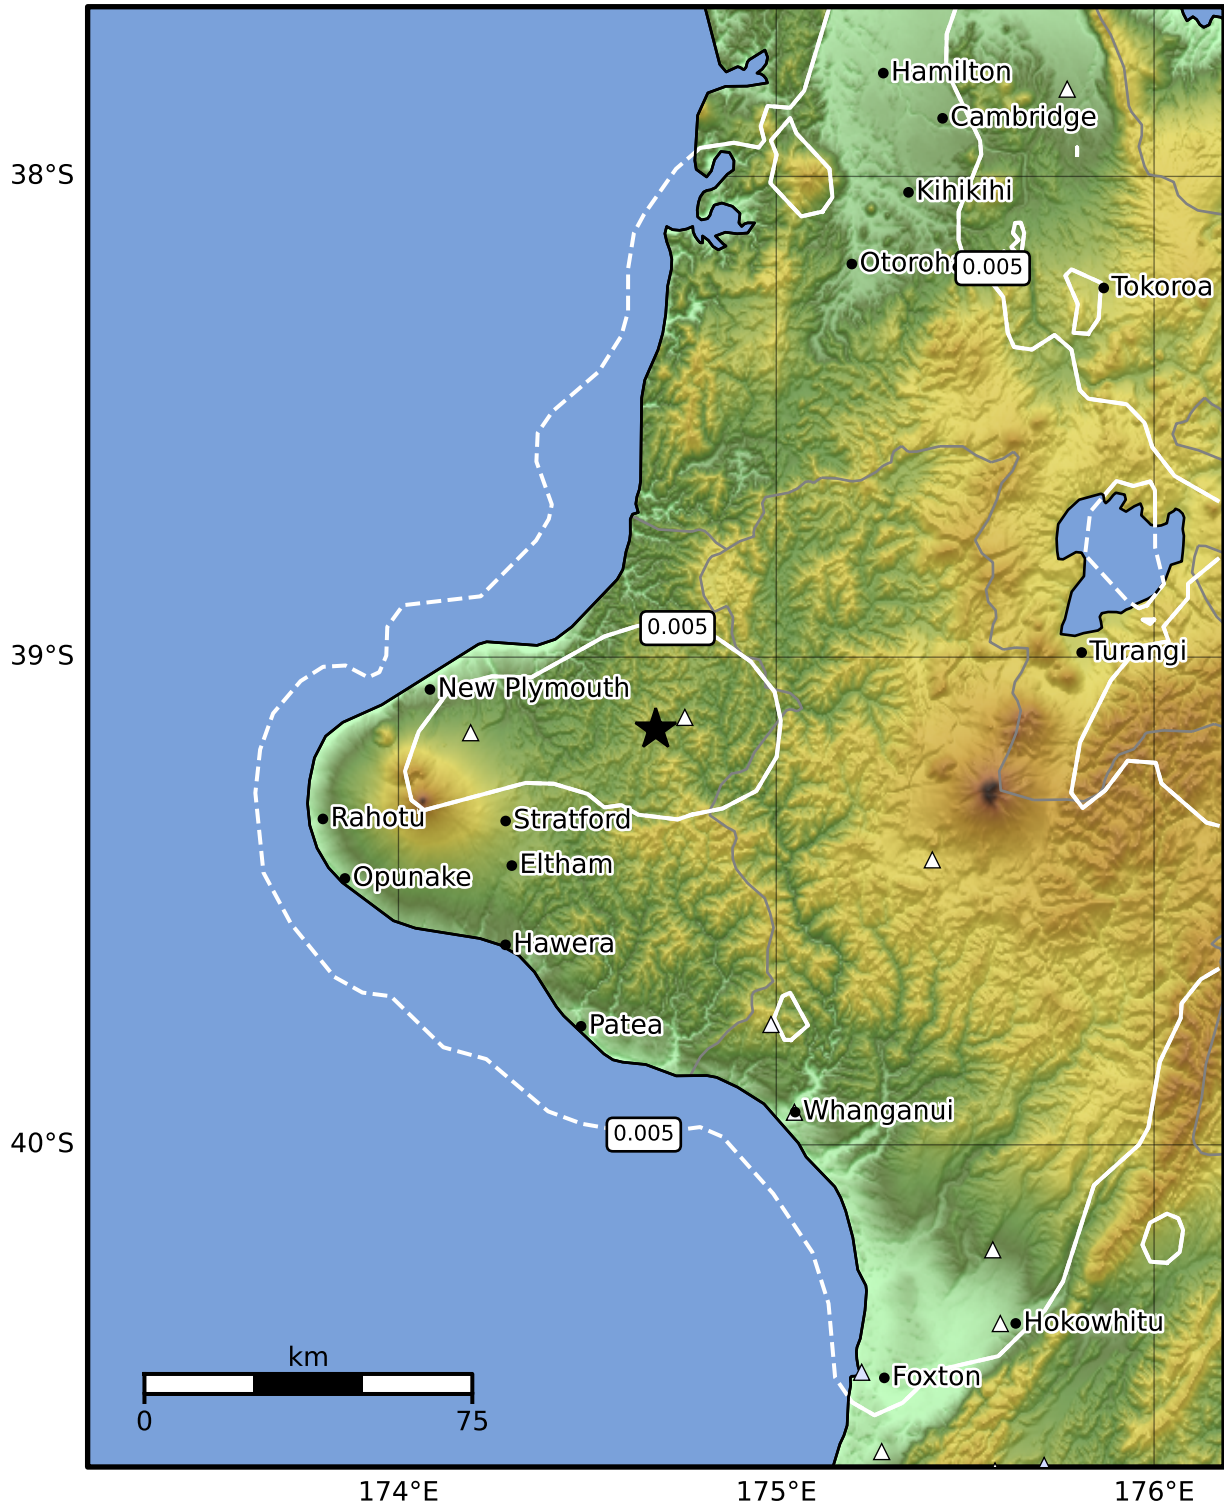 Hamilton
Cambridge
38°S
Kihikihi
Otoroh
0.005
Tokoroa
0.005
39°S
Turangi
New Plymouth
Rahotu
Stratford
Eltham
Opunake
Hawera
Patea
Whanganui
0.005
40°S
Hokowhitu
km
Foxton
0
75
174°E
175°E
176°E